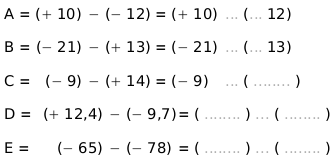 A = (+ 10) − (− 12) = (+ 10) ... (... 12)
B = (− 21) − (+ 13) = (− 21) ... (... 13)
C = (− 9) − (+ 14) = (− 9) ... ( ........ )
D = (+ 12,4) − (− 9,7) = ( ........ ) ... ( ........ )
E = (− 65) − (− 78) = ( ........ ) ... ( ........ )